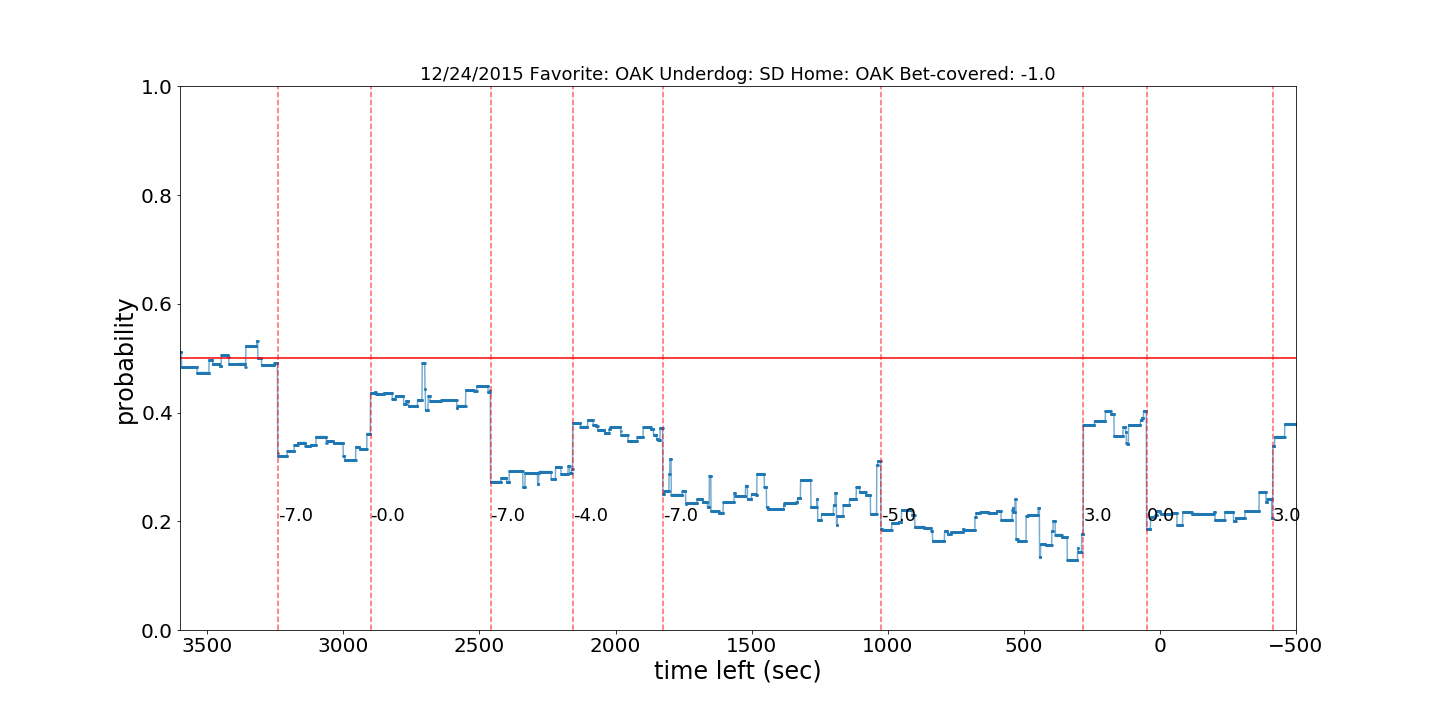 12/24/2015 Favorite: OAK Underdog: SD Home: OAK Bet-covered: -1.0
1.0
0.8
0.6
0.4
0.2
0.0
probability
-7.0 -0.0 -7.0 -4.0 -7.0 -5.0 3.0 0.0 3.0
3500 3000 2500 2000 1500 1000 500 0 −500
time left (sec)